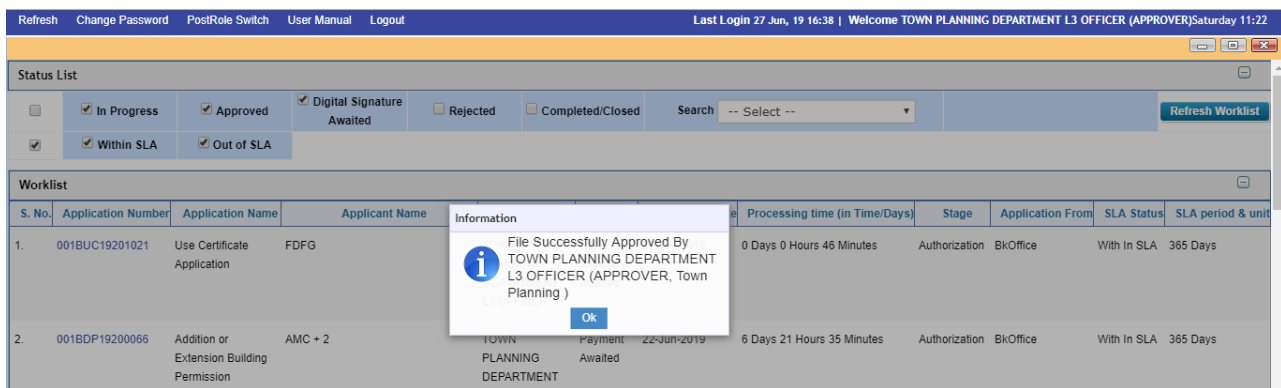 Refresh Change Password PostRole Switch User Manual Logout Last Login 27 Jun, 19 16:38 | Welcome TOWN PLANNING DEPARTMENT L3 OFFICER (APPROVER)Saturday 11:22
Status List
In Progress Approved Digital Signature Awaited Rejected Completed/Closed Search -- Select -- Refresh Worklist
Within SLA Out of SLA
Worklist
S. No. Application Number Application Name Applicant Name Processing time (in Time/Days) Stage Application From SLA Status SLA period & unit
Information
1. 001BUC19201021 Use Certificate FDFG 0 Days 0 Hours 46 Minutes Authorization BkOffice With In SLA 365 Days
Application
File Successfully Approved By
TOWN PLANNING DEPARTMENT
L3 OFFICER (APPROVER, Town
Planning )
Ok
2. 001BDP19200066 Addition or AMC + 2 TOWN Payment 22-Jun-2019 6 Days 21 Hours 35 Minutes Authorization BkOffice With In SLA 365 Days
Extension Building PLANNING Awaited
Permission DEPARTMENT